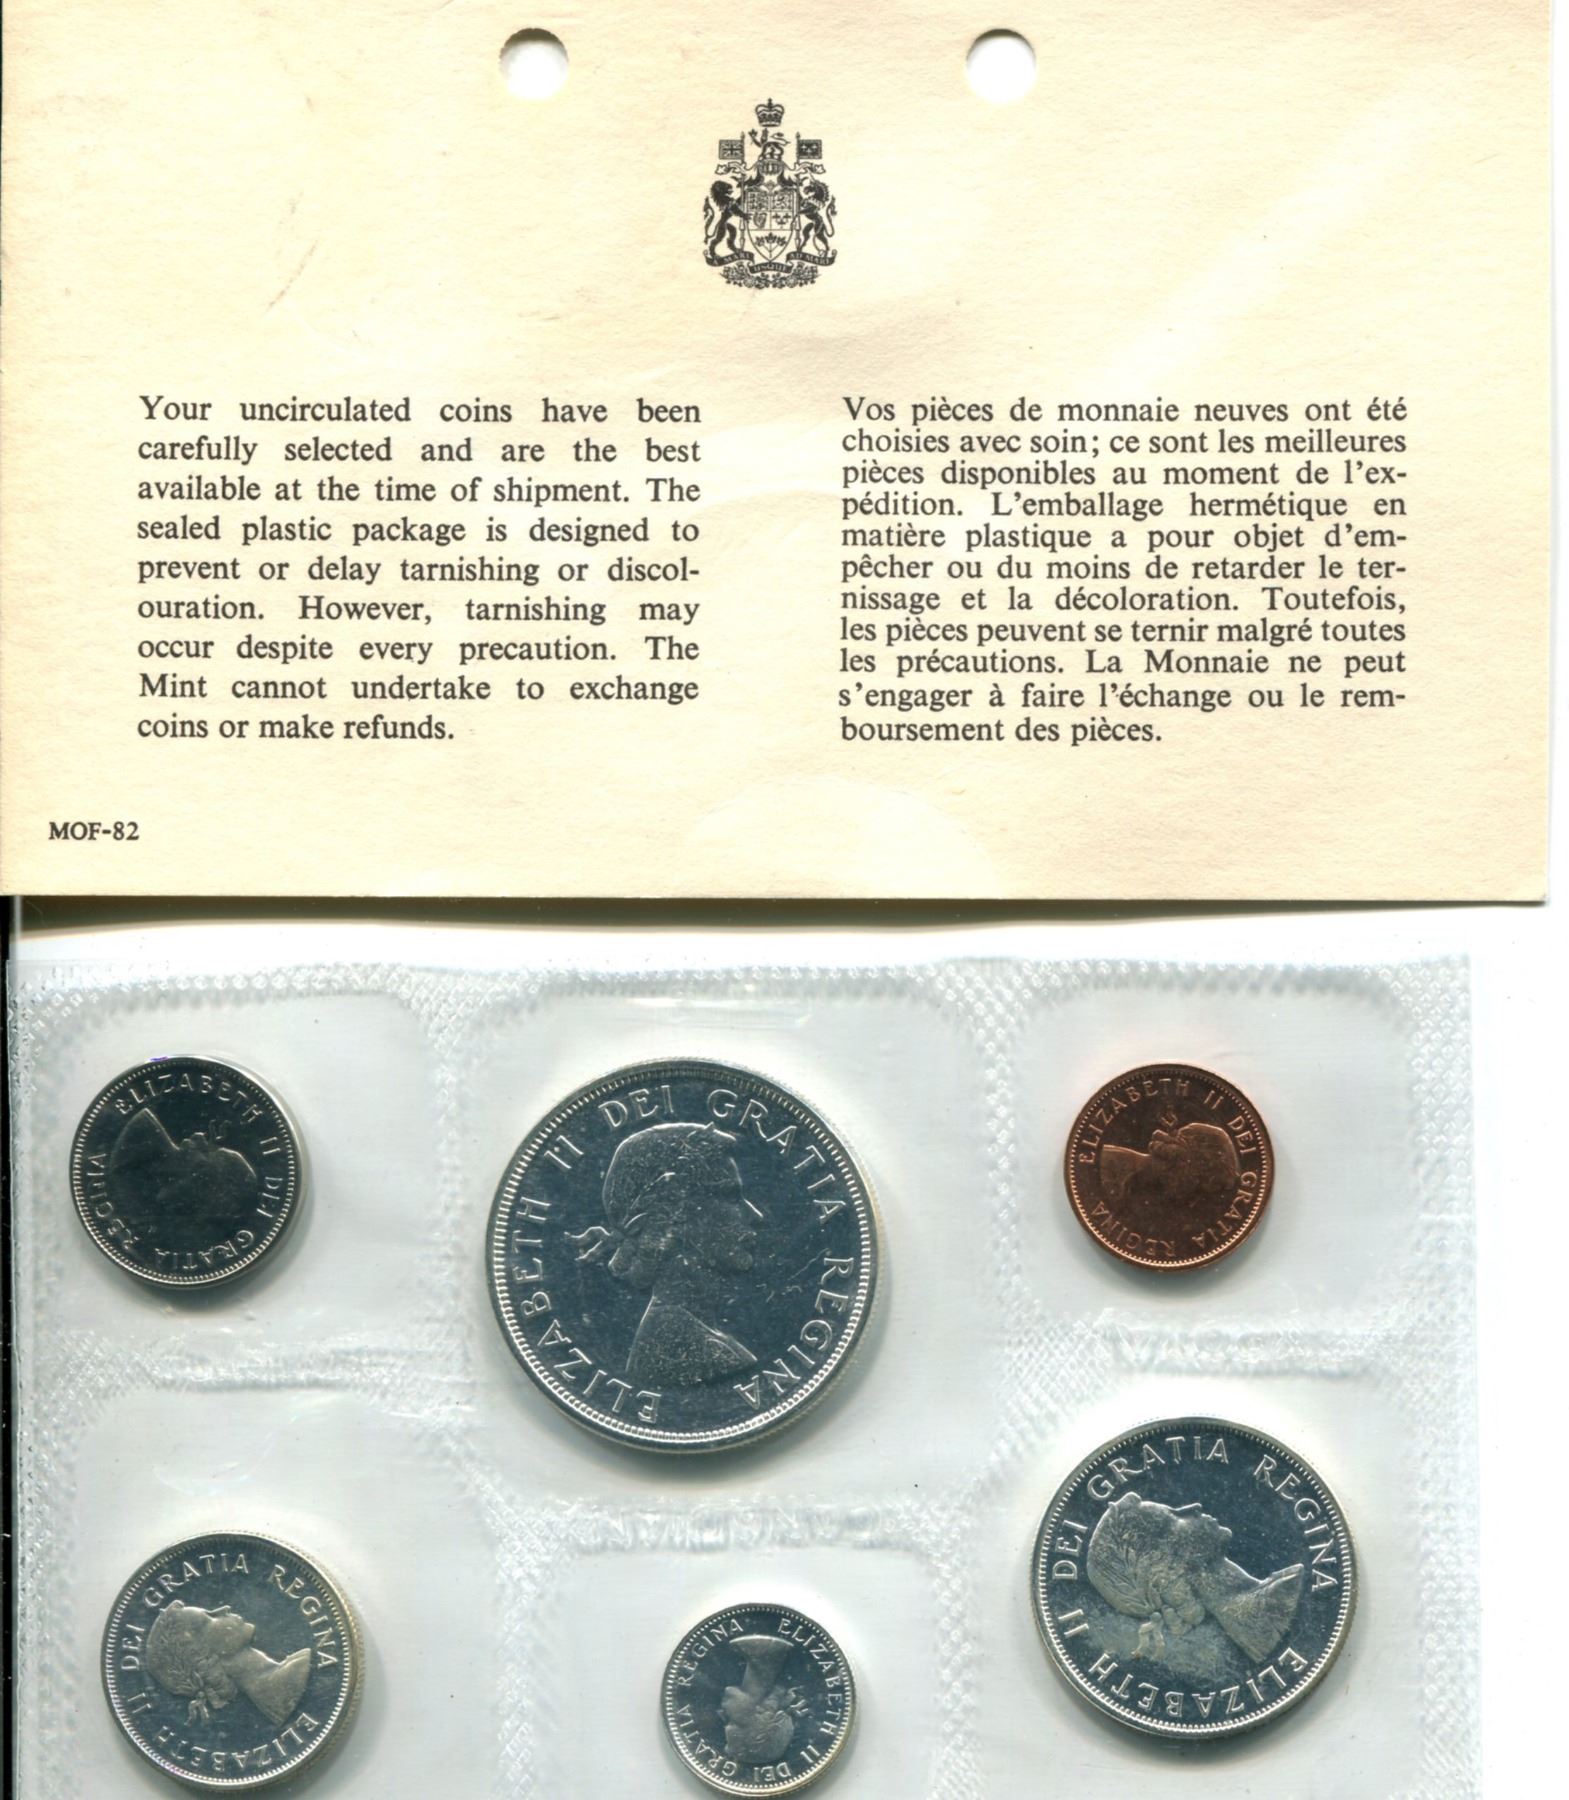 A MARI USQUE AD MARE
Your uncirculated coins have been
carefully selected and are the best
available at the time of shipment. The
sealed plastic package is designed to
prevent or delay tarnishing or discol-
ouration. However, tarnishing may
occur despite every precaution. The
Mint cannot undertake to exchange
coins or make refunds.
Vos pièces de monnaie neuves ont été
choisies avec soin; ce sont les meilleures
pièces disponibles au moment de l'ex-
pédition. L'emballage hermétique en
matière plastique a pour objet d'em-
pêcher ou du moins de retarder le ter-
nissage et la décoloration. Toutefois,
les pièces peuvent se ternir malgré toutes
les précautions. La Monnaie ne peut
s'engager à faire l'échange ou le rem-
boursement des pièces.
MOF-82
ELIZABETH II DEI GRATIA REGINA
ELIZABETH II DEI GRATIA REGINA
ELIZABETH II DEI GRATIA REGINA
ELIZABETH II DEI GRATIA REGINA
ELIZABETH II DEI GRATIA REGINA
ELIZABETH II DEI GRATIA REGINA